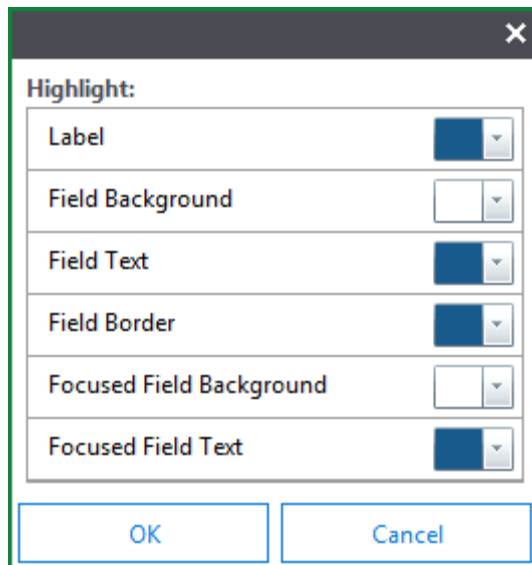 Highlight:
Label
Field Background
Field Text
Field Border
Focused Field Background
Focused Field Text
OK
Cancel